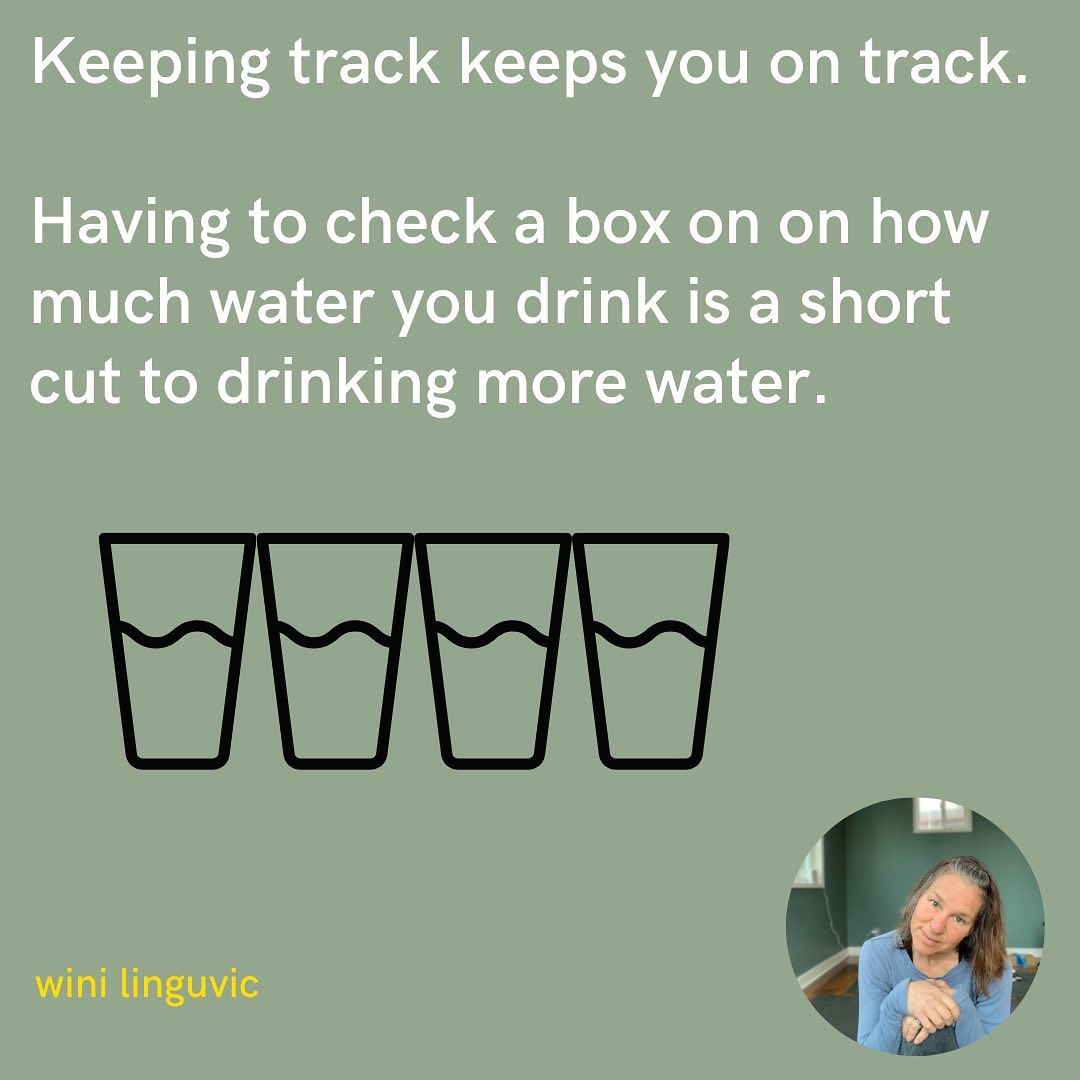 Keeping track keeps you on track.
Having to check a box on on how
much water you drink is a short
cut to drinking more water.
wini linguvic